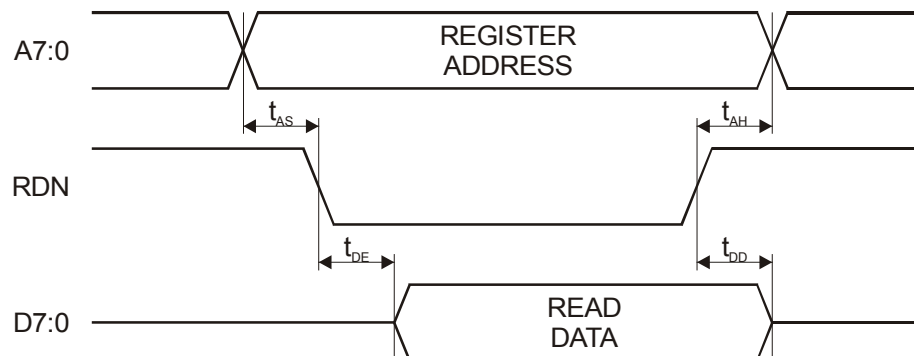 A7:0
REGISTER
ADDRESS
tAS
tAH
RDN
tDE
tDD
D7:0
READ
DATA